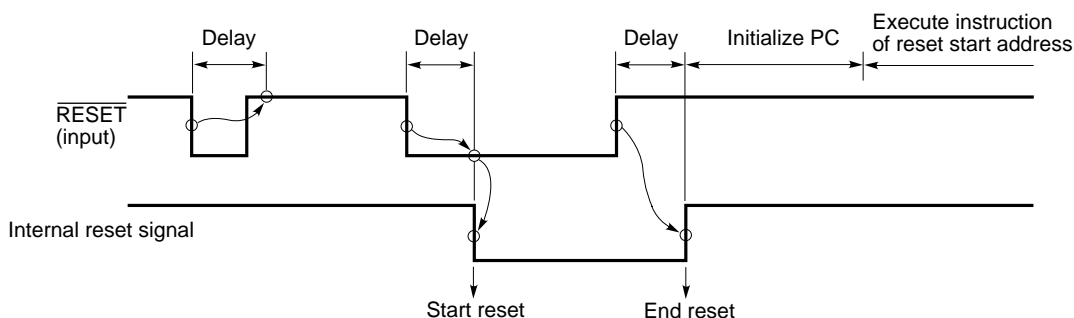 Delay
Delay
Delay
Initialize PC
Execute instruction
of reset start address
RESET
(input)
Internal reset signal
Start reset
End reset